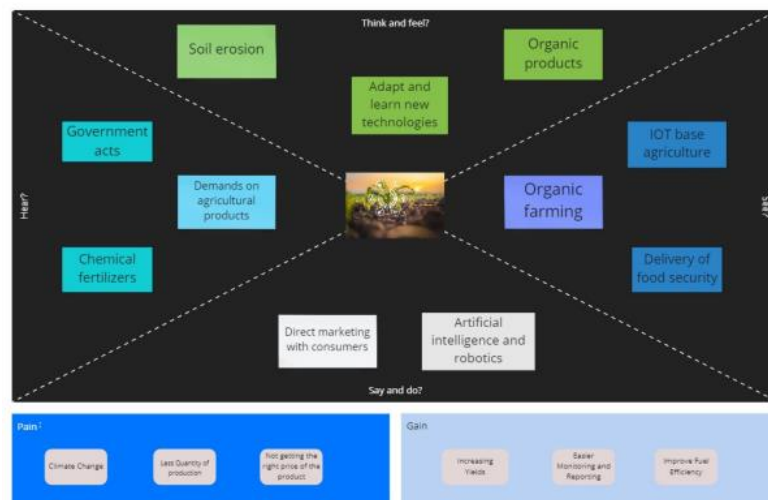 Think and feel?
Soil erosion
Organic
products
Adapt and
learn new
technologies
Government
acts
IOT base
agriculture
Hear?
Demands on
agricultural
products
Organic
farming
See?
Chemical
fertilizers
Delivery of
food security
Direct marketing
with consumers
Artificial
intelligence and
robotics
Say and do?
Pain :
Climate Change
Less Quantity of
production
Not getting the
right price of the
product
Gain
Increasing
Yields
Easier
Monitoring and
Reporting
Improve Fuel
Efficiency